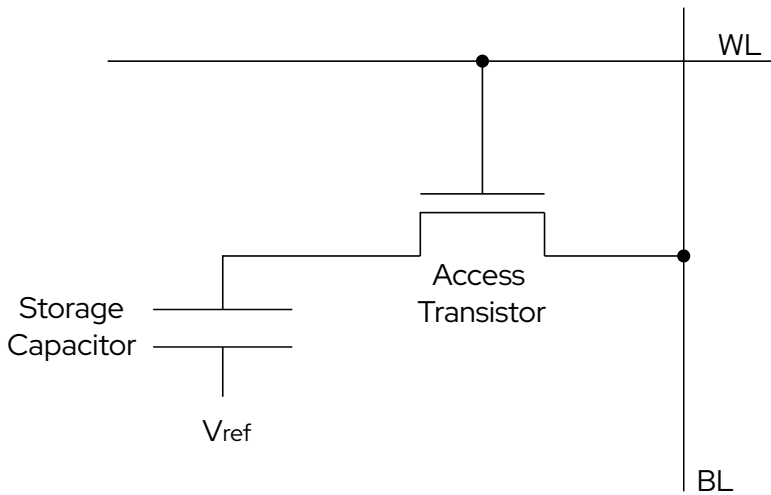 WL
Access
Transistor
Storage
Capacitor
Vref
BL